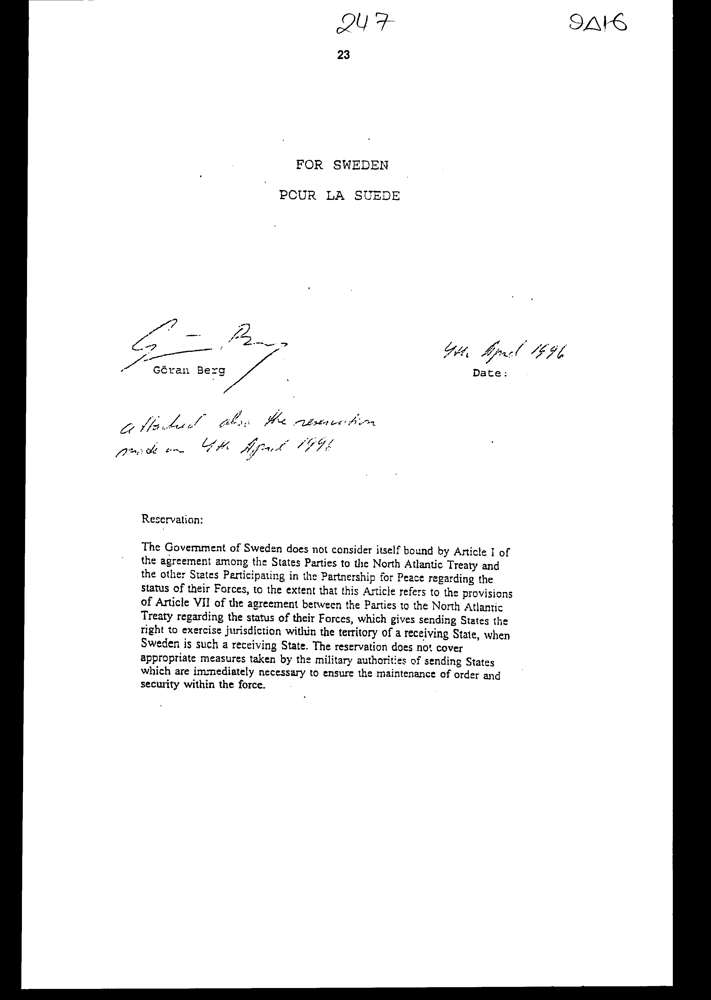 247
23
FOR SWEDEN
POUR LA SUEDE
4th April 1996
Göran Berg
Date:
attached also the reservation
made on 4th April 1996
Reservation:
The Government of Sweden does not consider itself bound by Article I of
the agreement among the States Parties to the North Atlantic Treaty and
the other States Participating in the Partnership for Peace regarding the
status of their Forces, to the extent that this Article refers to the provisions
of Article VII of the agreement between the Parties to the North Atlantic
Treaty regarding the status of their Forces, which gives sending States the
right to exercise jurisdiction within the territory of a receiving State, when
Sweden is such a receiving State. The reservation does not cover
appropriate measures taken by the military authorities of sending States
which are immediately necessary to ensure the maintenance of order and
security within the force.